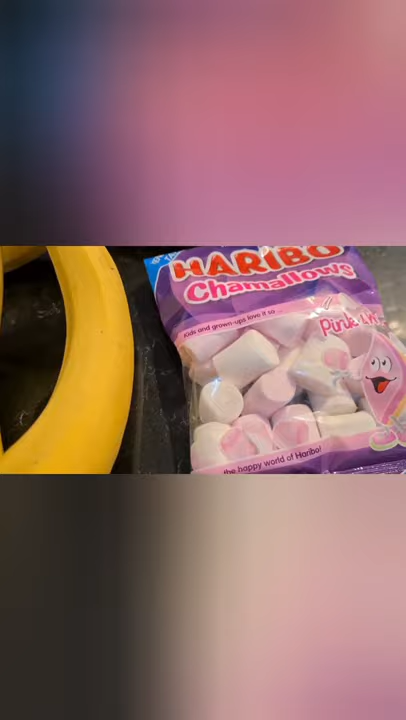 HARIBO
Chamallows
Kids and grown-ups love it so ...
Pink
the happy world of Haribo!